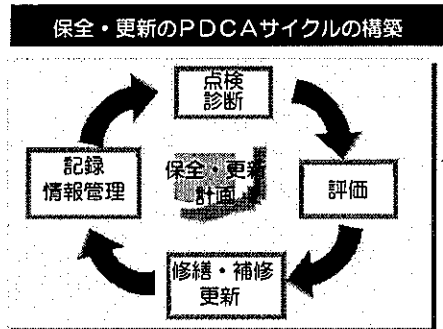 保全・更新のPDCAサイクルの構築
点検
診断
記録
情報管理
保全・更新
計画
評価
修繕・補修
更新